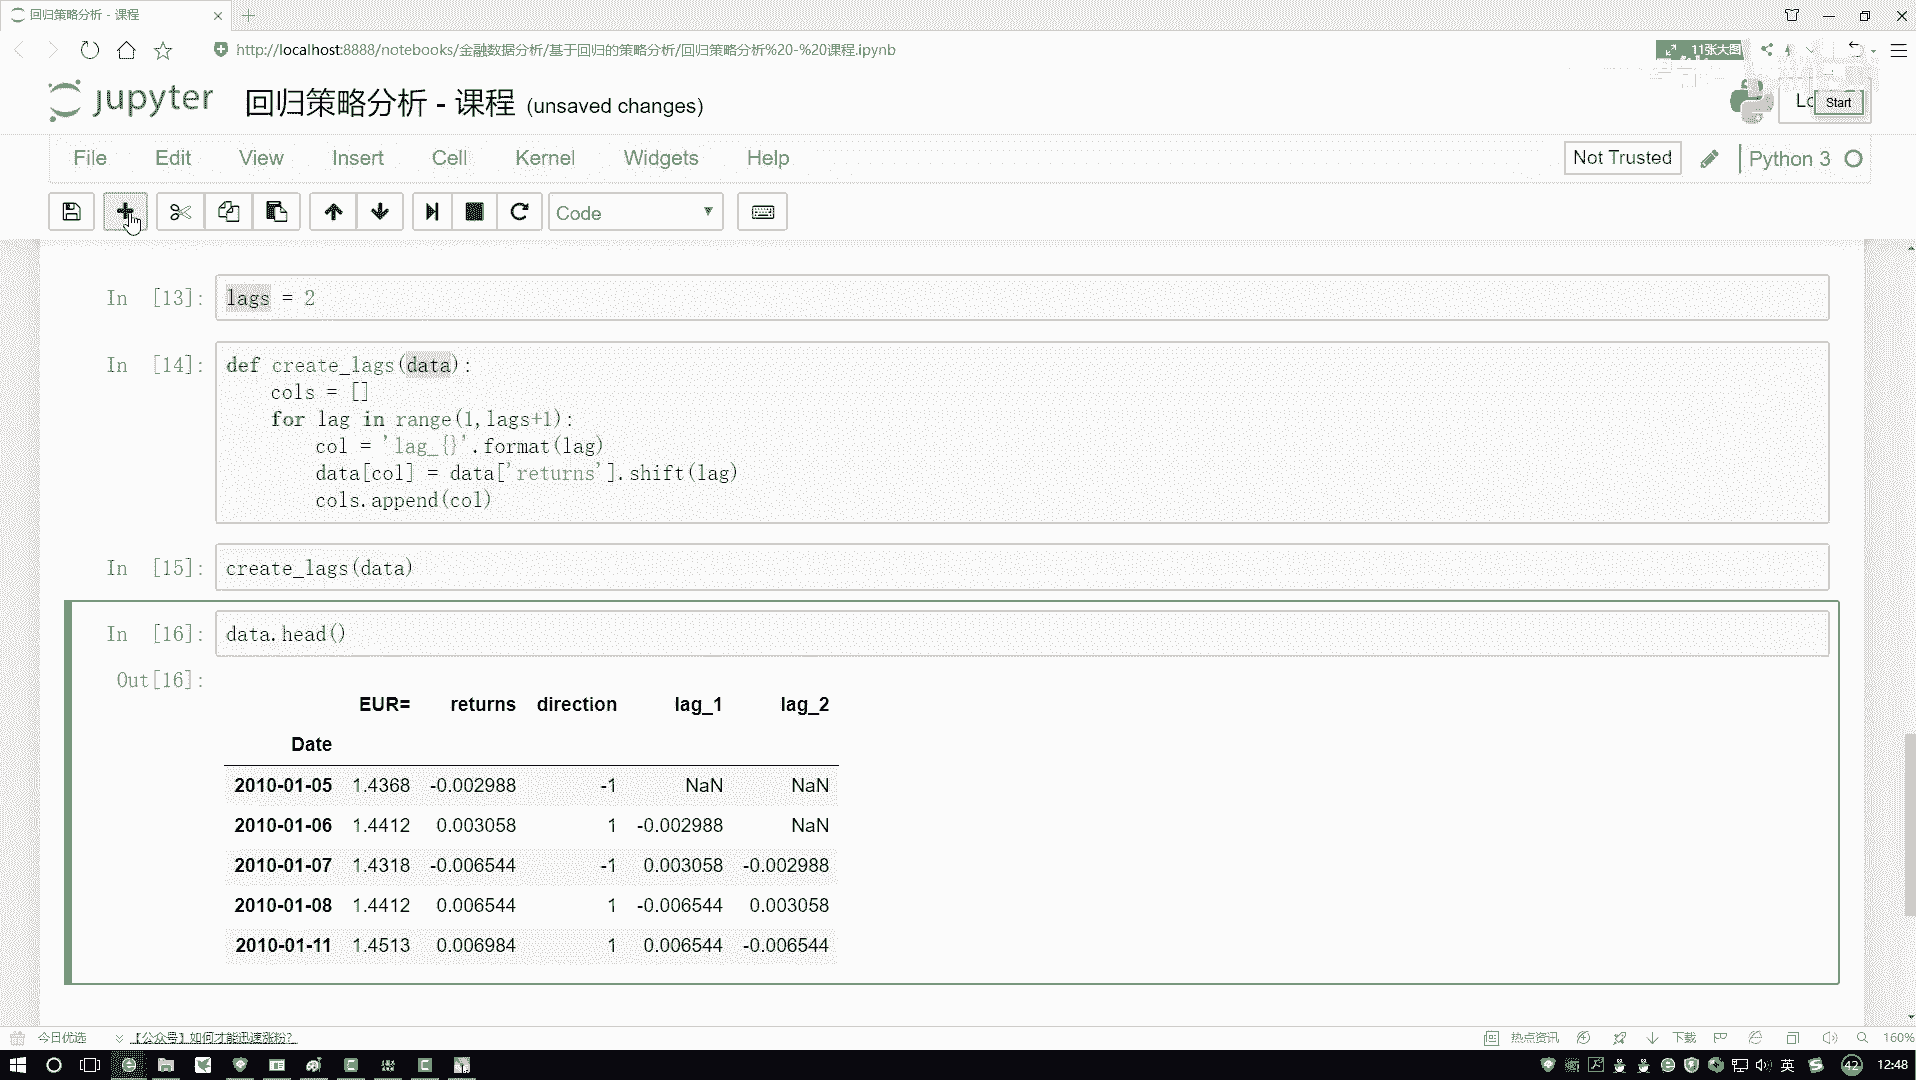 回归策略分析 - 课程
http://localhost:8888/notebooks/金融数据分析/基于回归的策略分析/回归策略分析%20-%20课程.ipynb
11张大图
jupyter 回归策略分析 - 课程 (unsaved changes)
Start
File Edit View Insert Cell Kernel Widgets Help
Not Trusted Python 3
Code
In [13]: lags = 2
In [14]: def create_lags(data):
cols = []
for lag in range(1,lags+1):
col = 'lag_{}'.format(lag)
data[col] = data['returns'].shift(lag)
cols.append(col)
In [15]: create_lags(data)
In [16]: data.head()
Out[16]:
EUR= returns direction lag_1 lag_2
Date
2010-01-05 1.4368 -0.002988 -1 NaN NaN
2010-01-06 1.4412 0.003058 1 -0.002988 NaN
2010-01-07 1.4318 -0.006544 -1 0.003058 -0.002988
2010-01-08 1.4412 0.006544 1 -0.006544 0.003058
2010-01-11 1.4513 0.006984 1 0.006544 -0.006544
今日优选 【公众号】如何才能迅速涨粉? 热点资讯 下载 160%
英 42 12:48